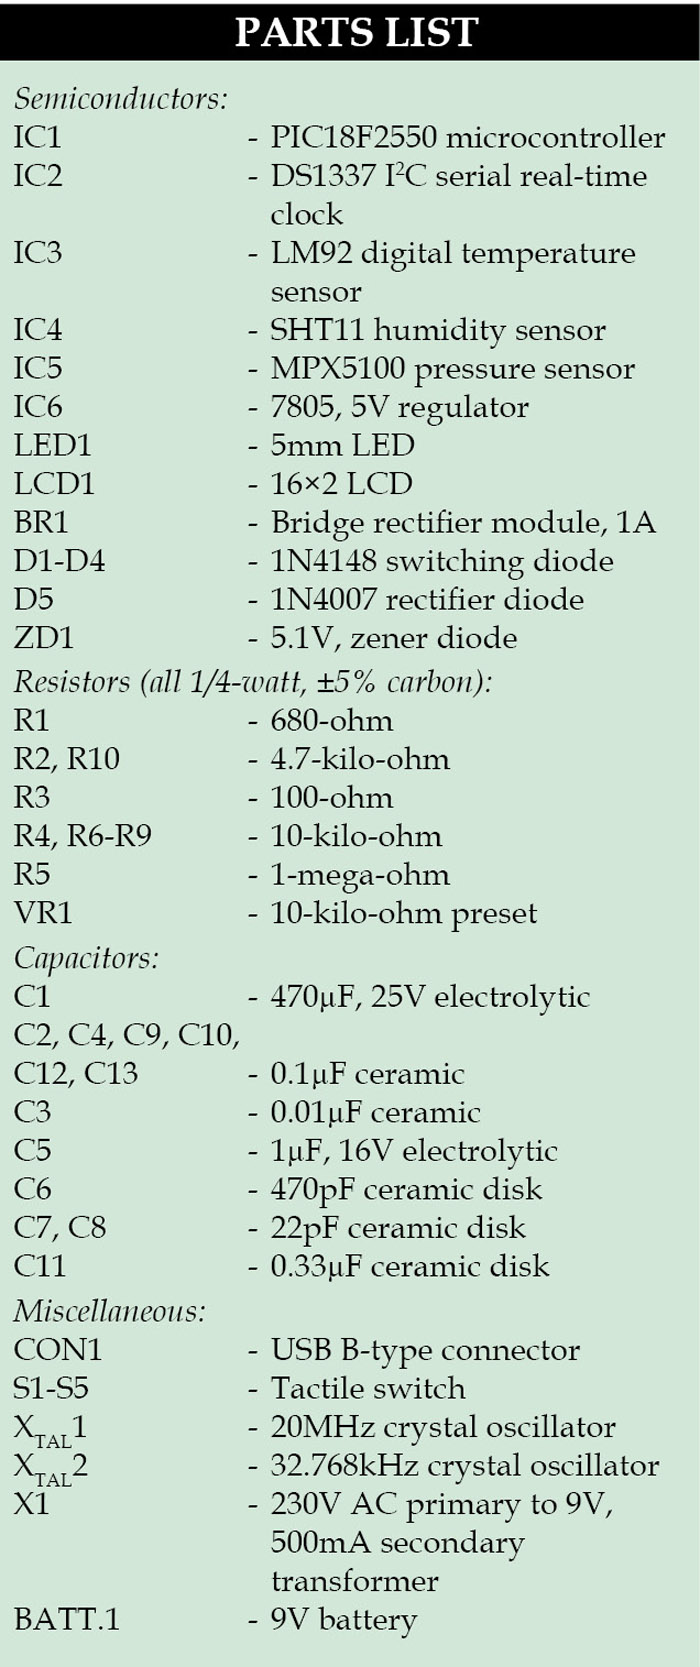 PARTS LIST
Semiconductors:
IC1 - PIC18F2550 microcontroller
IC2 - DS1337 I²C serial real-time
clock
IC3 - LM92 digital temperature
sensor
IC4 - SHT11 humidity sensor
IC5 - MPX5100 pressure sensor
IC6 - 7805, 5V regulator
LED1 - 5mm LED
LCD1 - 16×2 LCD
BR1 - Bridge rectifier module, 1A
D1-D4 - 1N4148 switching diode
D5 - 1N4007 rectifier diode
ZD1 - 5.1V, zener diode
Resistors (all 1/4-watt, ±5% carbon):
R1 - 680-ohm
R2, R10 - 4.7-kilo-ohm
R3 - 100-ohm
R4, R6-R9 - 10-kilo-ohm
R5 - 1-mega-ohm
VR1 - 10-kilo-ohm preset
Capacitors:
C1 - 470µF, 25V electrolytic
C2, C4, C9, C10,
C12, C13 - 0.1µF ceramic
C3 - 0.01µF ceramic
C5 - 1µF, 16V electrolytic
C6 - 470pF ceramic disk
C7, C8 - 22pF ceramic disk
C11 - 0.33µF ceramic disk
Miscellaneous:
CON1 - USB B-type connector
S1-S5 - Tactile switch
XTAL1 - 20MHz crystal oscillator
XTAL2 - 32.768kHz crystal oscillator
X1 - 230V AC primary to 9V,
500mA secondary
transformer
BATT.1 - 9V battery